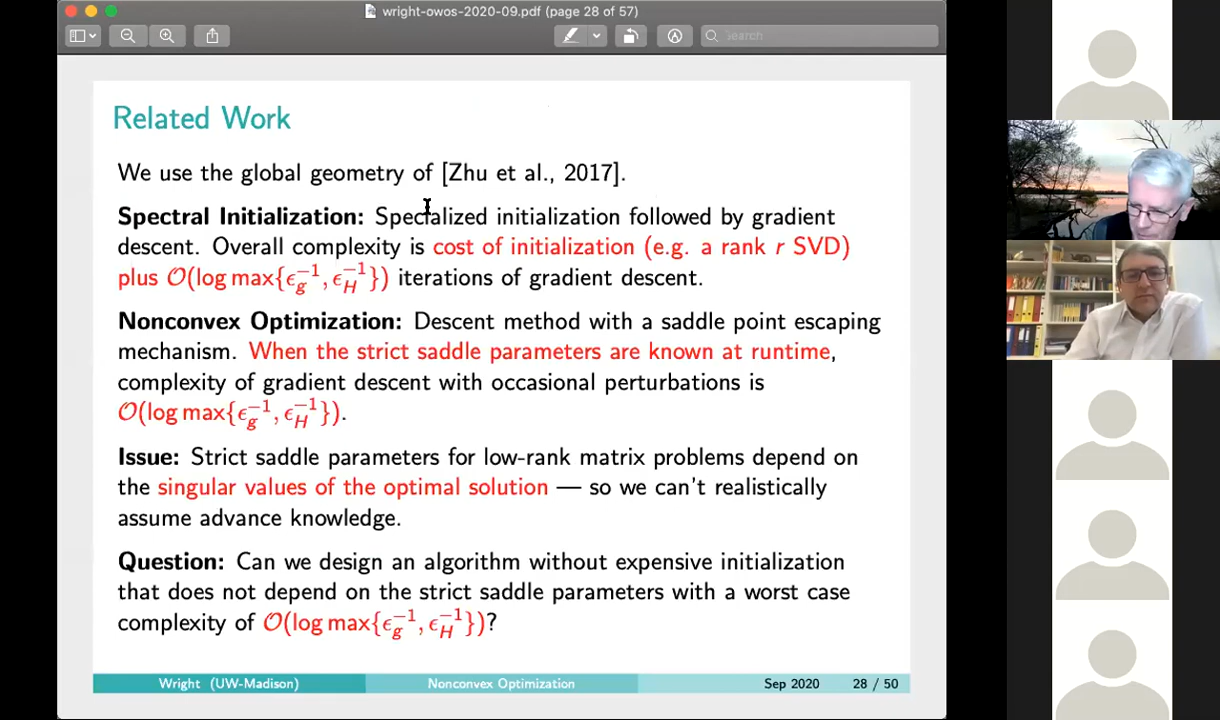 wright-owos-2020-09.pdf (page 28 of 57)
Search
Related Work
We use the global geometry of [Zhu et al., 2017].
Spectral Initialization: Specialized initialization followed by gradient
descent. Overall complexity is cost of initialization (e.g. a rank r SVD)
plus 𝒪(log max{ϵ_g^{-1}, ϵ_H^{-1}}) iterations of gradient descent.
Nonconvex Optimization: Descent method with a saddle point escaping
mechanism. When the strict saddle parameters are known at runtime,
complexity of gradient descent with occasional perturbations is
𝒪(log max{ϵ_g^{-1}, ϵ_H^{-1}}).
Issue: Strict saddle parameters for low-rank matrix problems depend on
the singular values of the optimal solution — so we can't realistically
assume advance knowledge.
Question: Can we design an algorithm without expensive initialization
that does not depend on the strict saddle parameters with a worst case
complexity of 𝒪(log max{ϵ_g^{-1}, ϵ_H^{-1}})?
Wright (UW-Madison) Nonconvex Optimization Sep 2020 28 / 50